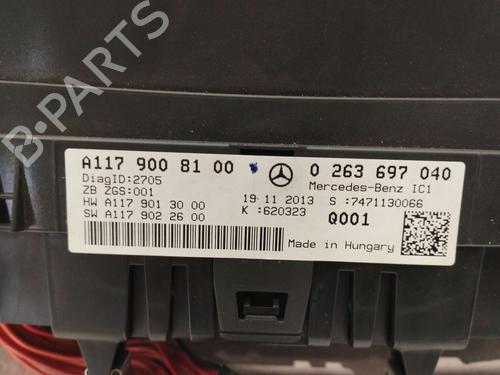 A117 900 81 00 0 263 697 040
DiagID:2705 Mercedes-Benz IC1
ZB ZGS:001 19 11 2013 S :7471130066
HW A117 901 30 00 K :620323 Q001
SW A117 902 26 00
Made in Hungary
B-PARTS